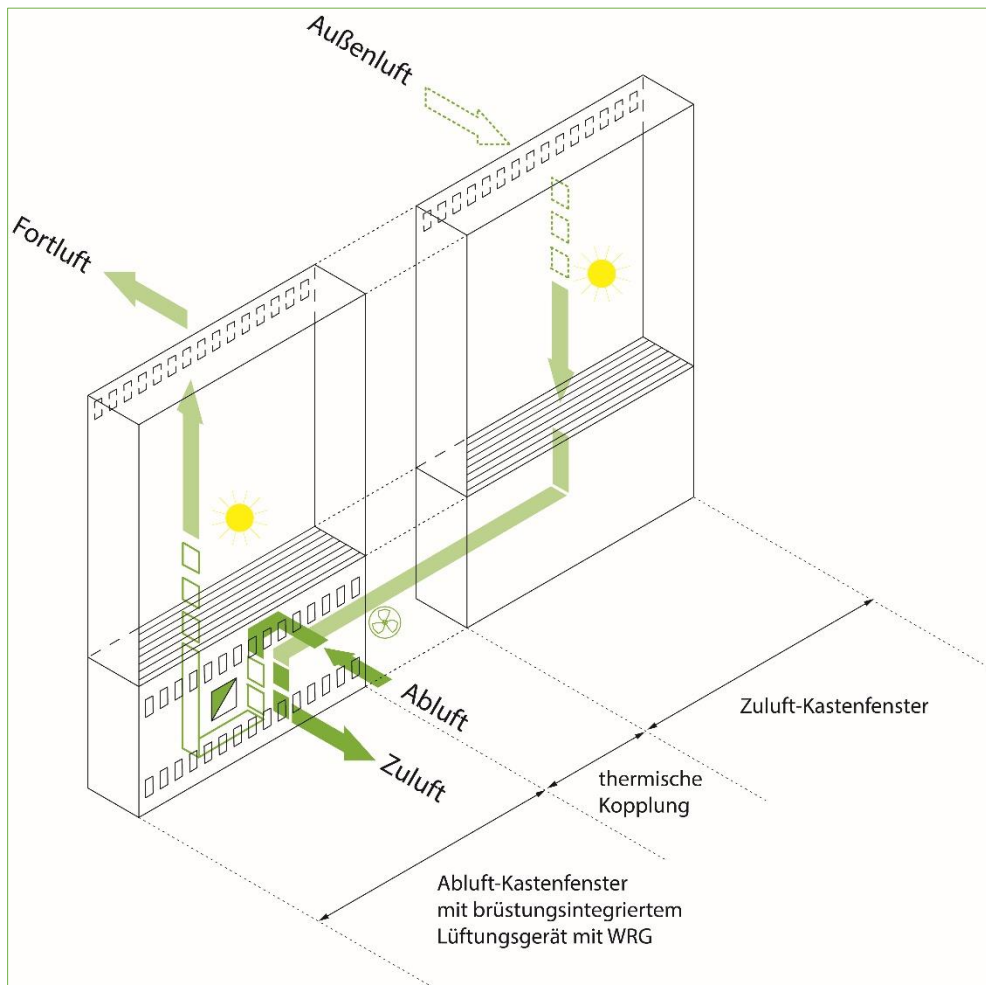 Außenluft
Fortluft
Abluft
Zuluft
Zuluft-Kastenfenster
thermische
Kopplung
Abluft-Kastenfenster
mit brüstungsintegriertem
Lüftungsgerät mit WRG